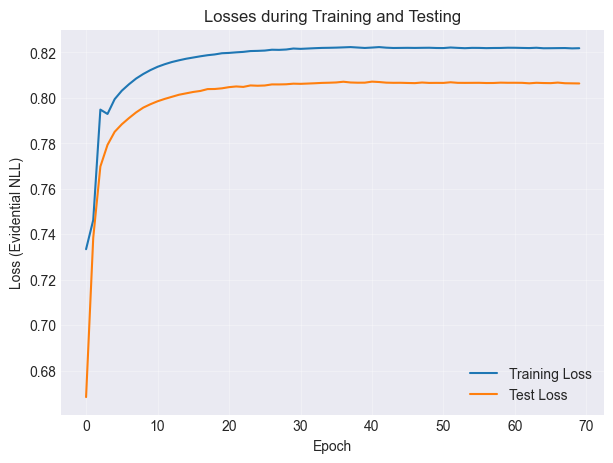 Losses during Training and Testing
Loss (Evidential NLL)
0.82
0.80
0.78
0.76
0.74
0.72
0.70
0.68
0 10 20 30 40 50 60 70
Epoch
Training Loss
Test Loss